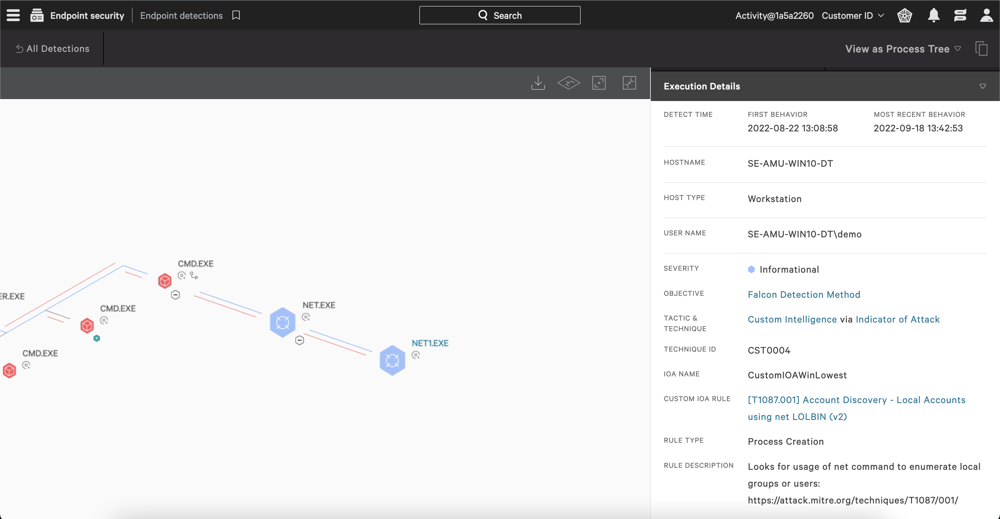 Endpoint security
Endpoint detections
Search
Activity@1a5a2260
Customer ID
All Detections
View as Process Tree
ER.EXE
CMD.EXE
CMD.EXE
CMD.EXE
NET.EXE
NET1.EXE
Execution Details
DETECT TIME
FIRST BEHAVIOR
2022-08-22 13:08:58
MOST RECENT BEHAVIOR
2022-09-18 13:42:53
HOSTNAME
SE-AMU-WIN10-DT
HOST TYPE
Workstation
USER NAME
SE-AMU-WIN10-DT\demo
SEVERITY
Informational
OBJECTIVE
Falcon Detection Method
TACTIC &
TECHNIQUE
Custom Intelligence via Indicator of Attack
TECHNIQUE ID
CST0004
IOA NAME
CustomIOAWinLowest
CUSTOM IOA RULE
[T1087.001] Account Discovery - Local Accounts
using net LOLBIN (v2)
RULE TYPE
Process Creation
RULE DESCRIPTION
Looks for usage of net command to enumerate local
groups or users:
https://attack.mitre.org/techniques/T1087/001/